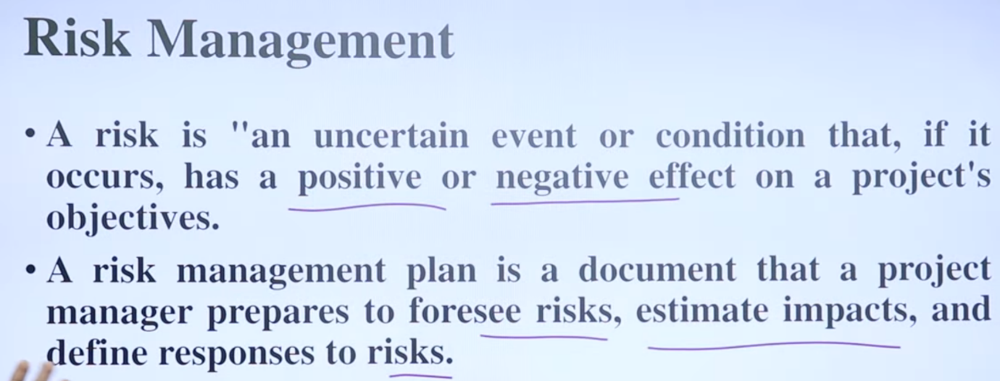 Risk Management
• A risk is "an uncertain event or condition that, if it
occurs, has a positive or negative effect on a project's
objectives.
• A risk management plan is a document that a project
manager prepares to foresee risks, estimate impacts, and
define responses to risks.